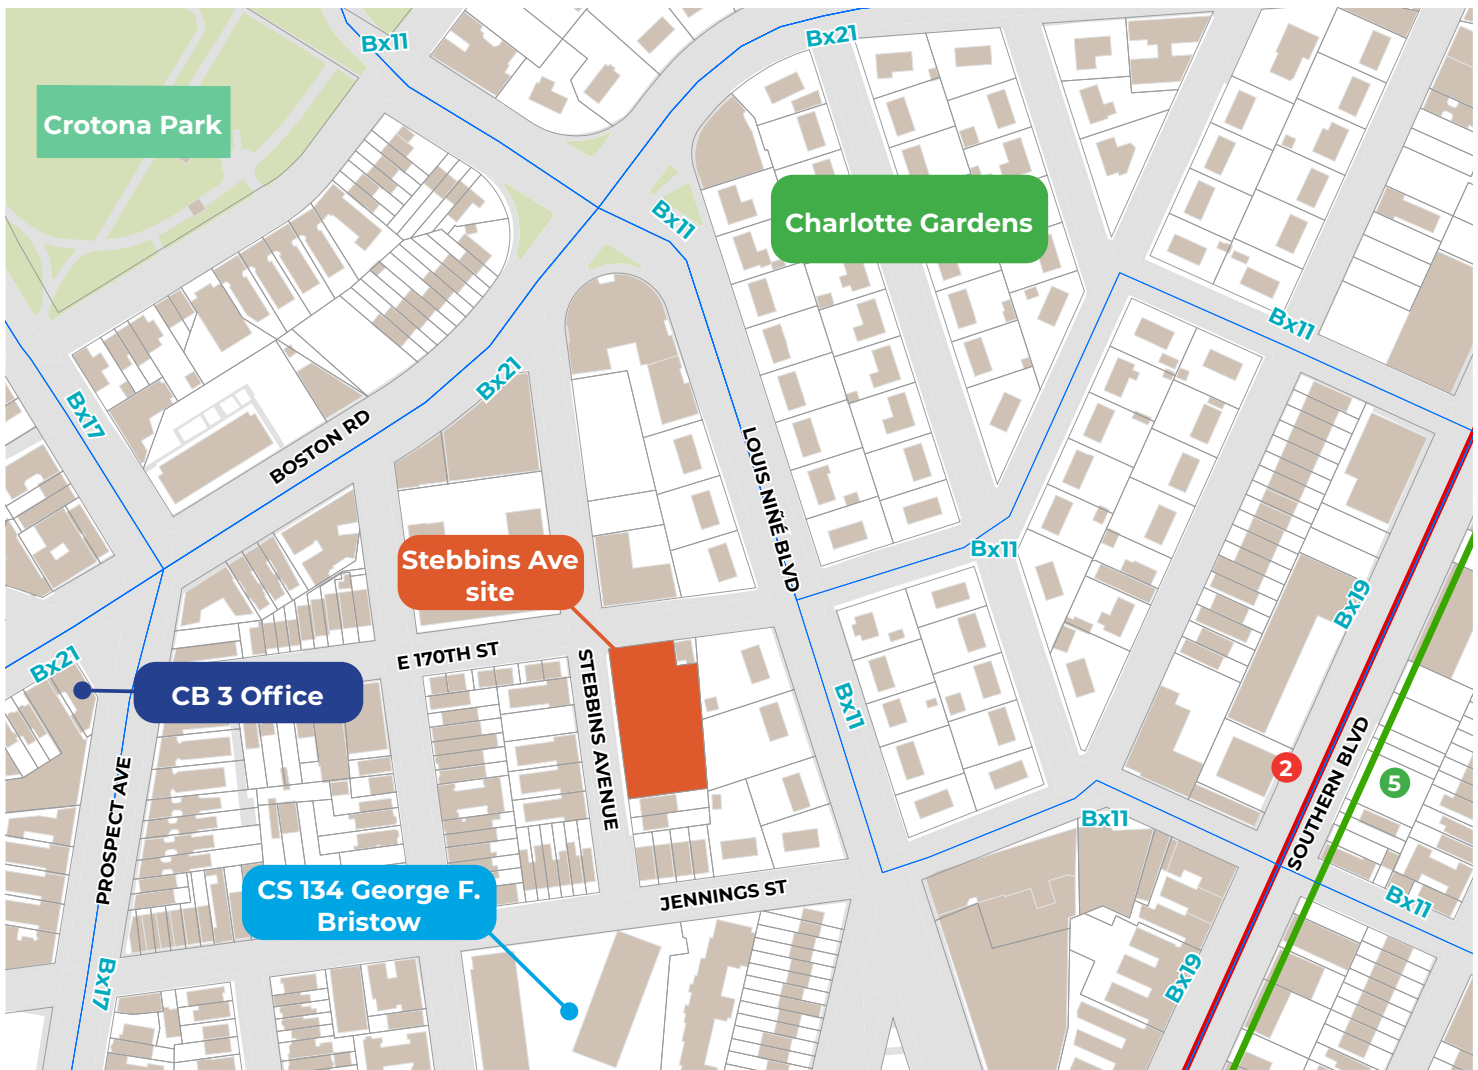 Bx11
Bx21
Crotona Park
Bx11
Charlotte Gardens
Bx11
Bx21
Bx17
BOSTON RD
LOUIS NIÑÉ BLVD
Stebbins Ave
site
Bx11
Bx19
E 170TH ST
STEBBINS AVENUE
Bx21
CB 3 Office
Bx11
SOUTHERN BLVD
2
5
PROSPECT AVE
Bx11
CS 134 George F.
Bristow
JENNINGS ST
Bx11
Bx17
Bx19